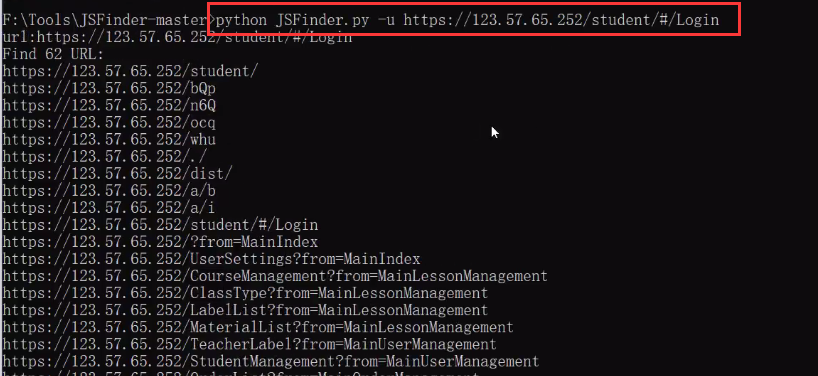 F:\Tools\JSFinder-master>python JSFinder.py -u https://123.57.65.252/student/#/Login
url:https://123.57.65.252/student/#/Login
Find 62 URL:
https://123.57.65.252/student/
https://123.57.65.252/bQp
https://123.57.65.252/n6Q
https://123.57.65.252/ocq
https://123.57.65.252/whu
https://123.57.65.252/./
https://123.57.65.252/dist/
https://123.57.65.252/a/b
https://123.57.65.252/a/i
https://123.57.65.252/student/#/Login
https://123.57.65.252/?from=MainIndex
https://123.57.65.252/UserSettings?from=MainIndex
https://123.57.65.252/CourseManagement?from=MainLessonManagement
https://123.57.65.252/ClassType?from=MainLessonManagement
https://123.57.65.252/LabelList?from=MainLessonManagement
https://123.57.65.252/MaterialList?from=MainLessonManagement
https://123.57.65.252/TeacherLabel?from=MainUserManagement
https://123.57.65.252/StudentManagement?from=MainUserManagement